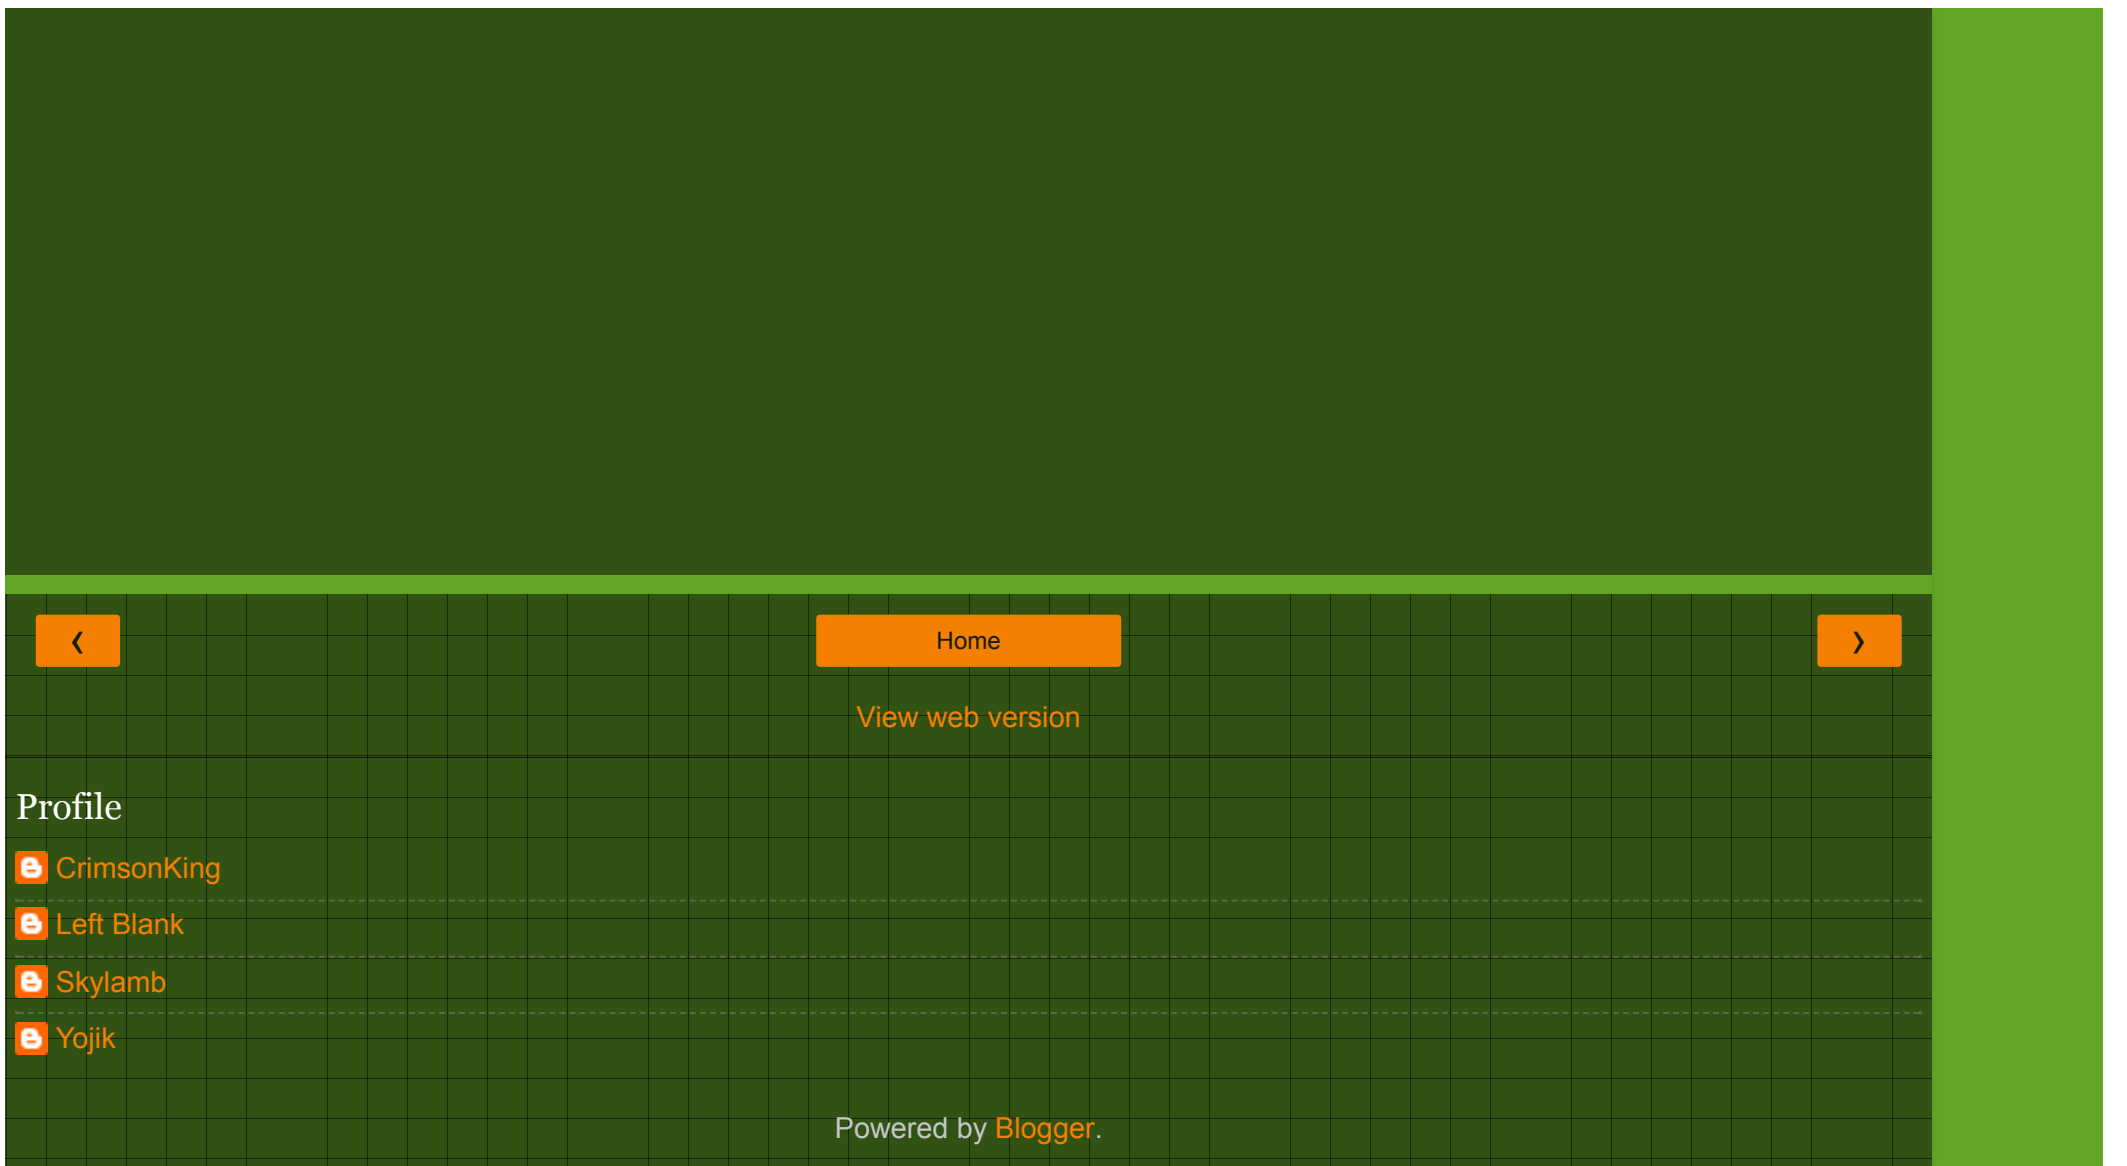 ‹ Home ›
View web version
Profile
CrimsonKing
Left Blank
Skylamb
Yojik
Powered by Blogger.